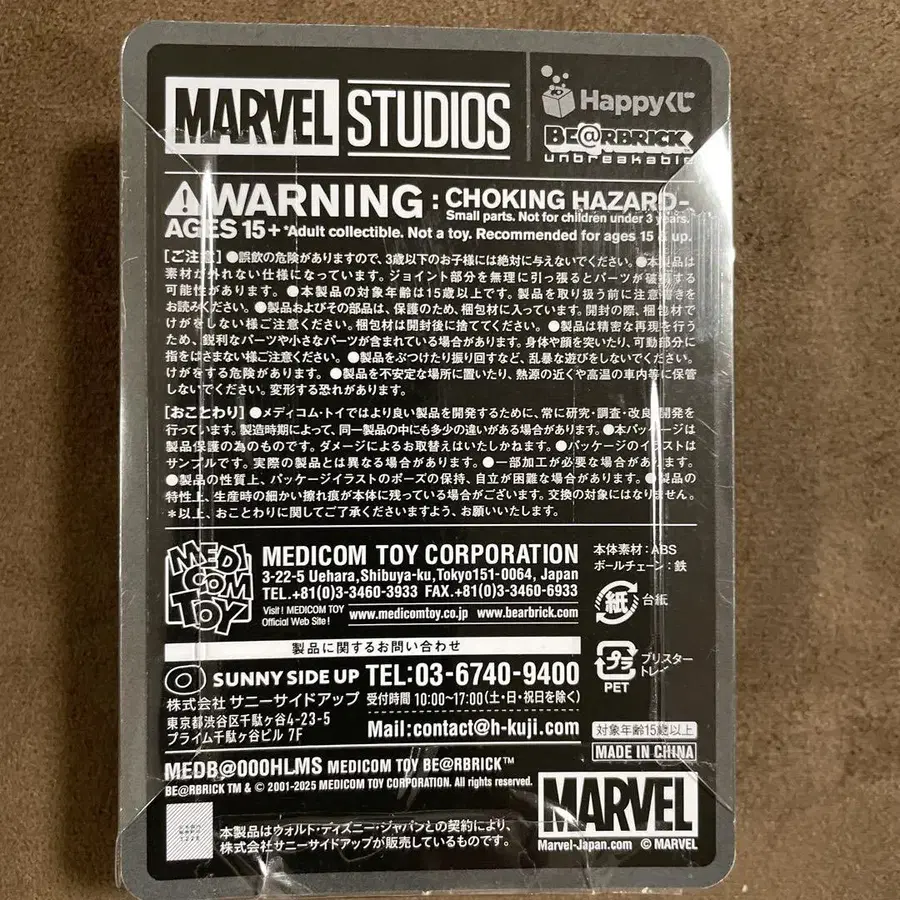 MARVEL STUDIOS
Happyくじ
BE@RBRICK
unbreakable
WARNING : CHOKING HAZARD-
Small parts. Not for children under 3 years.
AGES 15+ *Adult collectible. Not a toy. Recommended for ages 15 & up.
[ご注意] ●誤飲の危険がありますので、3歳以下のお子様には絶対に与えないでください。●本製品は
素材が外れない仕様になっています。ジョイント部分を無理に引っ張るとパーツが破損する
可能性があります。●本製品の対象年齢は15歳以上です。製品を取り扱う前に注意書きを
お読みください。●製品およびその部品は、保護のため、梱包材に入っています。開封の際、梱包材で
けがをしない様ご注意ください。梱包材は開封後に捨ててください。●製品は精密な再現を行う
ため、鋭利なパーツや小さなパーツが含まれている場合があります。身体や顔を突いたり、可動部分に
指をはさまない様ご注意ください。●製品をぶつけたり振り回すなど、乱暴な遊びをしないでください。
けがをする危険があります。●製品を不安定な場所に置いたり、熱源の近くや高温の車内等に保管
しないでください。変形する恐れがあります。
[おことわり] ●メディコム・トイではより良い製品を開発するために、常に研究・調査・改良・開発を
行っています。製造時期によって、同一製品の中にも多少の違いがある場合があります。●本パッケージは
製品保護の為のものです。ダメージによるお取替えはいたしかねます。●パッケージのイラストは
サンプルです。実際の製品とは異なる場合があります。●一部加工が必要な場合があります。
●製品の性質上、パッケージイラストのポーズの保持、自立が困難な場合があります。●製品の
特性上、生産時の細かい擦れ痕が本体に残っている場合がございます。交換の対象にはなりません。
*以上、おことわりに関してご了承くださいますよう、お願いいたします。
MEDI COM TOY
MEDICOM TOY CORPORATION
3-22-5 Uehara,Shibuya-ku,Tokyo151-0064, Japan
TEL.+81(0)3-3460-3933 FAX.+81(0)3-3460-6933
Visit ! MEDICOM TOY
Official Web Site !
www.medicomtoy.co.jp www.bearbrick.com
本体素材:ABS
ボールチェーン:鉄
紙 台紙
プラ ブリスター
トレイ
PET
製品に関するお問い合わせ
SUNNY SIDE UP TEL:03-6740-9400
株式会社 サニーサイドアップ 受付時間 10:00~17:00(土・日・祝日を除く)
東京都渋谷区千駄ヶ谷4-23-5
プライム千駄ヶ谷ビル 7F
Mail:contact@h-kuji.com
対象年齢15歳以上
MADE IN CHINA
MEDB@000HLMS MEDICOM TOY BE@RBRICK™
BE@RBRICK TM & © 2001-2025 MEDICOM TOY CORPORATION. All rights reserved.
MARVEL
Marvel-Japan.com © MARVEL
本製品はウォルト・ディズニー・ジャパンとの契約により、
株式会社サニーサイドアップが販売しているものです。